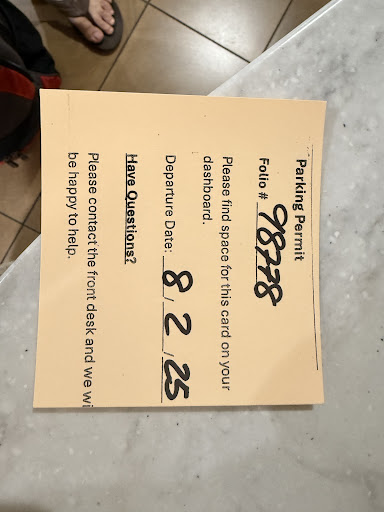 Parking Permit
Folio # 98778
Please find space for this card on your
dashboard.
Departure Date: 8 / 2 / 25
Have Questions?
Please contact the front desk and we wi
be happy to help.